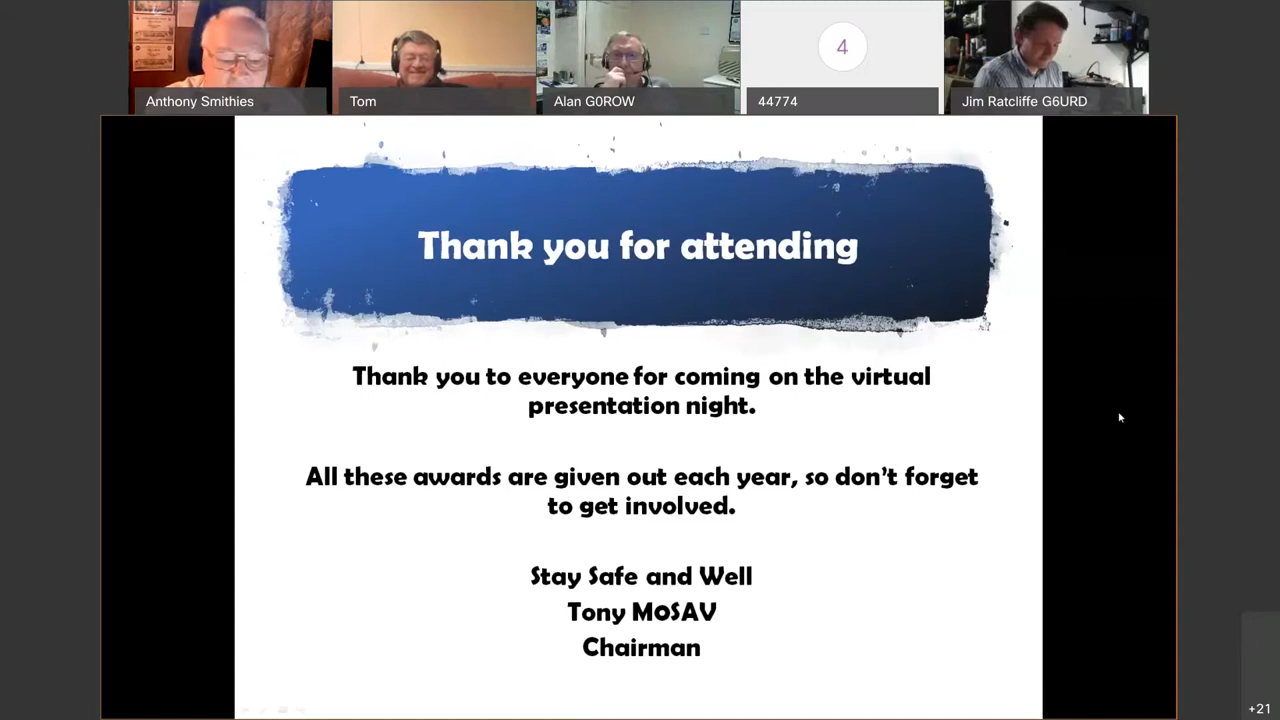 Anthony Smithies
Tom
Alan G0ROW
4
44774
Jim Ratcliffe G6URD
Thank you for attending
Thank you to everyone for coming on the virtual
presentation night.
All these awards are given out each year, so don’t forget
to get involved.
Stay Safe and Well
Tony M0SAV
Chairman
+21